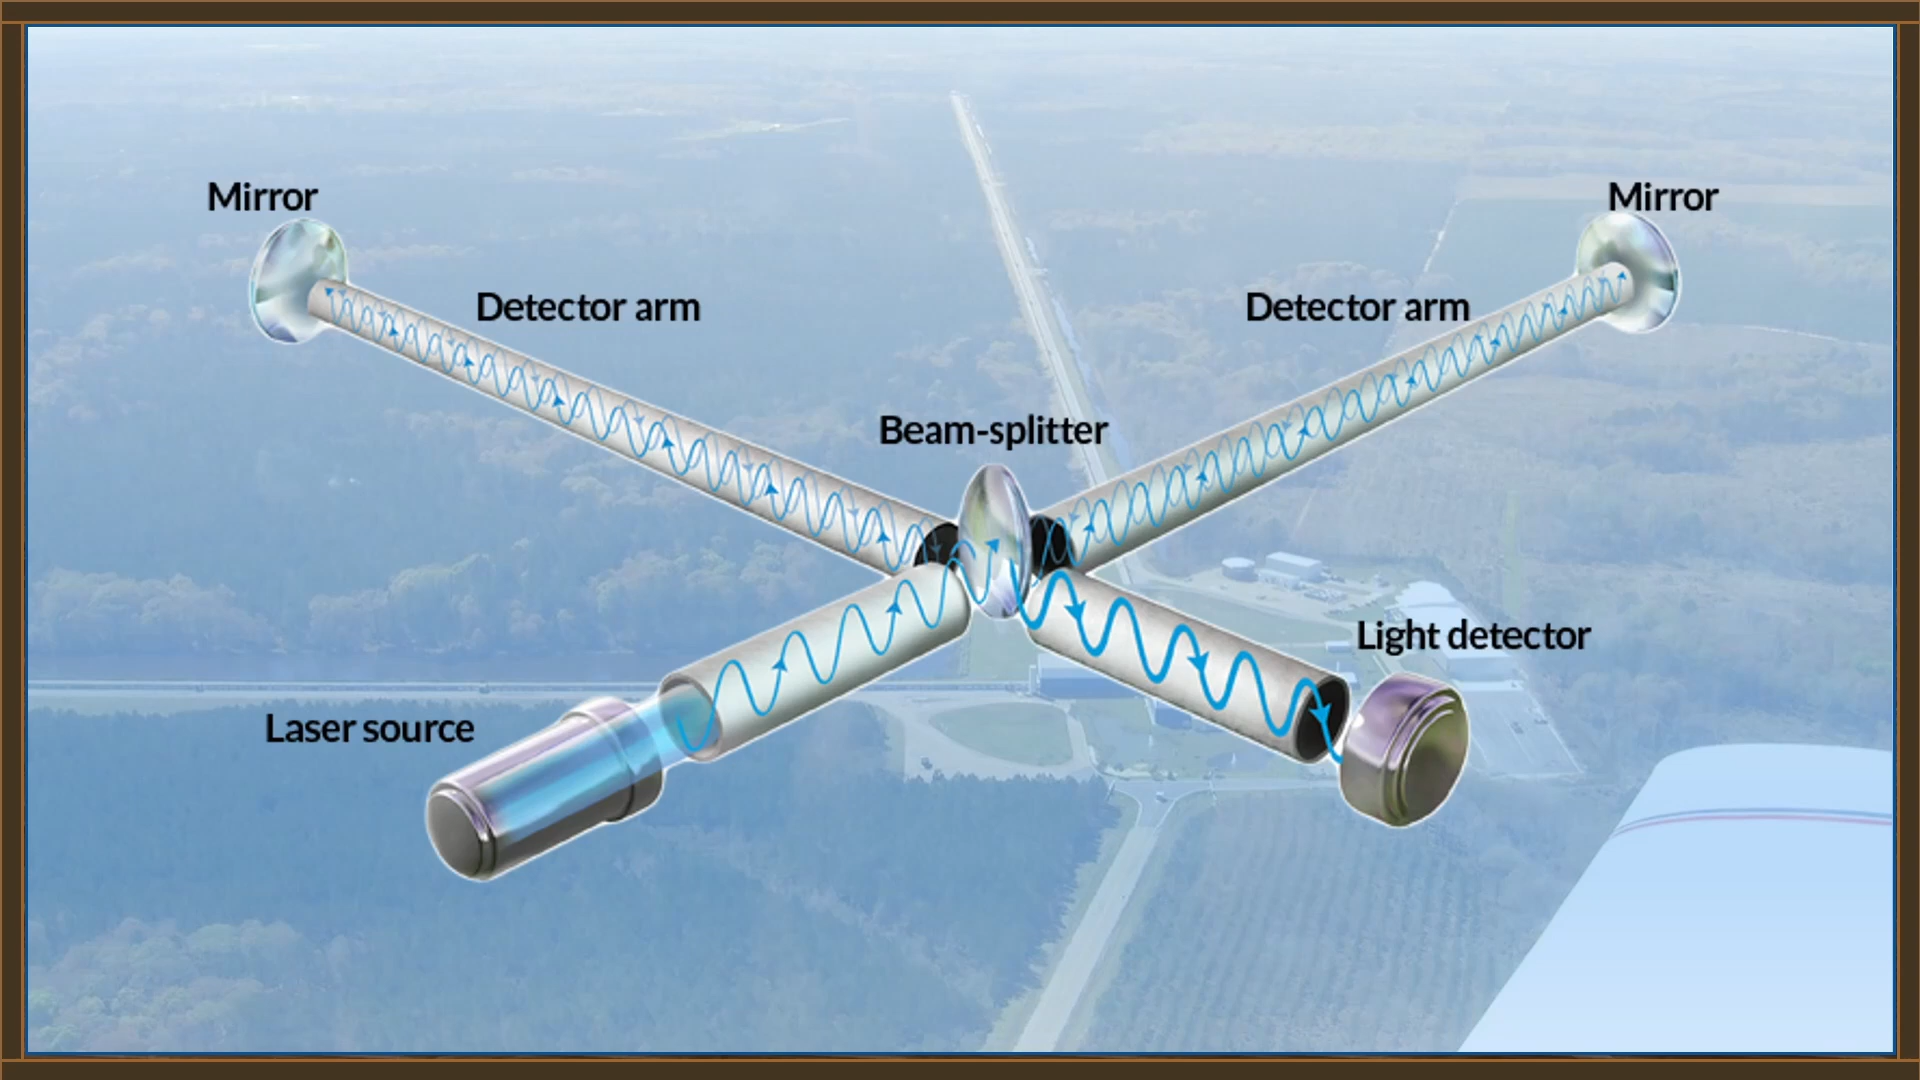 Mirror
Mirror
Detector arm
Detector arm
Beam-splitter
Light detector
Laser source